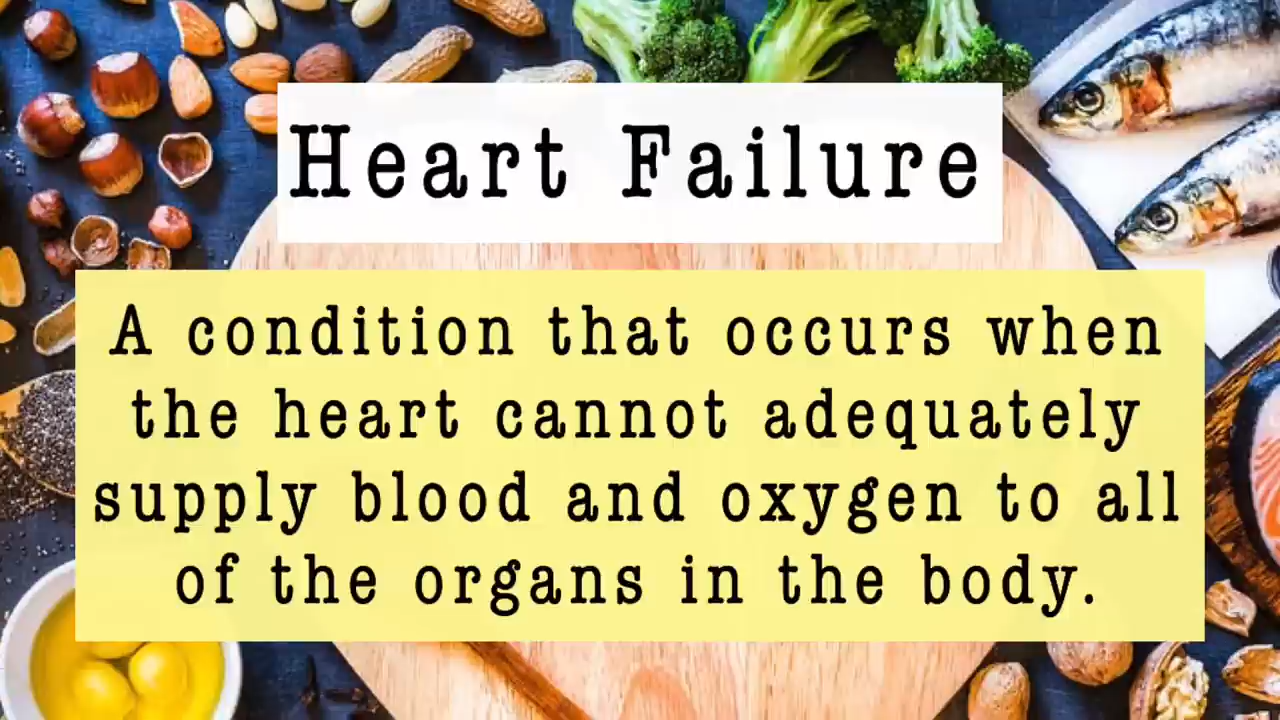 Heart Failure
A condition that occurs when
the heart cannot adequately
supply blood and oxygen to all
of the organs in the body.